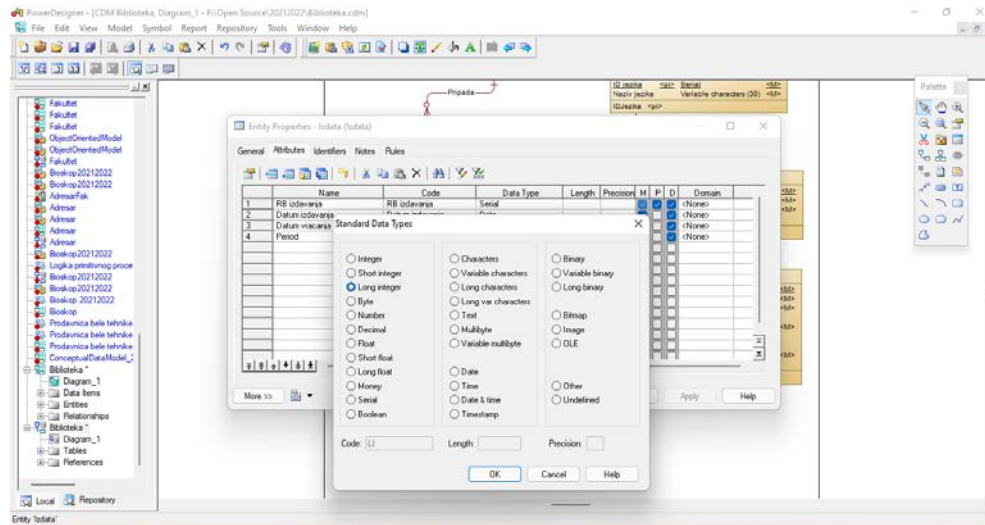 PowerDesigner - [CDM Biblioteka, Diagram_1 - F:\Open Source\20212022\Biblioteka.cdm]
File Edit View Model Symbol Report Repository Tools Window Help
Fakultet
Fakultet
Fakultet
ObjectOrientedModel
ObjectOrientedModel
Fakultet
Bioskop20212022
Bioskop20212022
AdresarFak
Adresar
Adresar
Adresar
Adresar
Bioskop20212022
Logika primitivnog proce
Bioskop20212022
Bioskop20212022
Bioskop 20212022
Bioskop
Prodavnica bele tehnike
Prodavnica bele tehnike
Prodavnica bele tehnike
ConceptualDataModel_
Biblioteka *
Diagram_1
Data Items
Entities
Relationships
Biblioteka *
Diagram_1
Tables
References
Local Repository
Entity 'Izdata'
Pripada
ID jezika <pi> Serial <M>
Naziv jezika Variable characters (30) <M>
IDJezika <pi>
Palette
Entity Properties - Izdata (Izdata)
General Attributes Identifiers Notes Rules
Name Code Data Type Length Precision M P D Domain
1 RB izdavanja RB izdavanja Serial <None>
2 Datum izdavanja Datum izdavanja Date <None>
3 Datum vracanja <None>
4 Period <None>
More >> Apply Help
Standard Data Types
Integer Characters Binary
Short integer Variable characters Variable binary
Long integer Long characters Long binary
Byte Long var characters
Number Text Bitmap
Decimal Multibyte Image
Float Variable multibyte OLE
Short float
Long float Date
Money Time Other
Serial Date & time Undefined
Boolean Timestamp
Code: LI Length: Precision:
OK Cancel Help